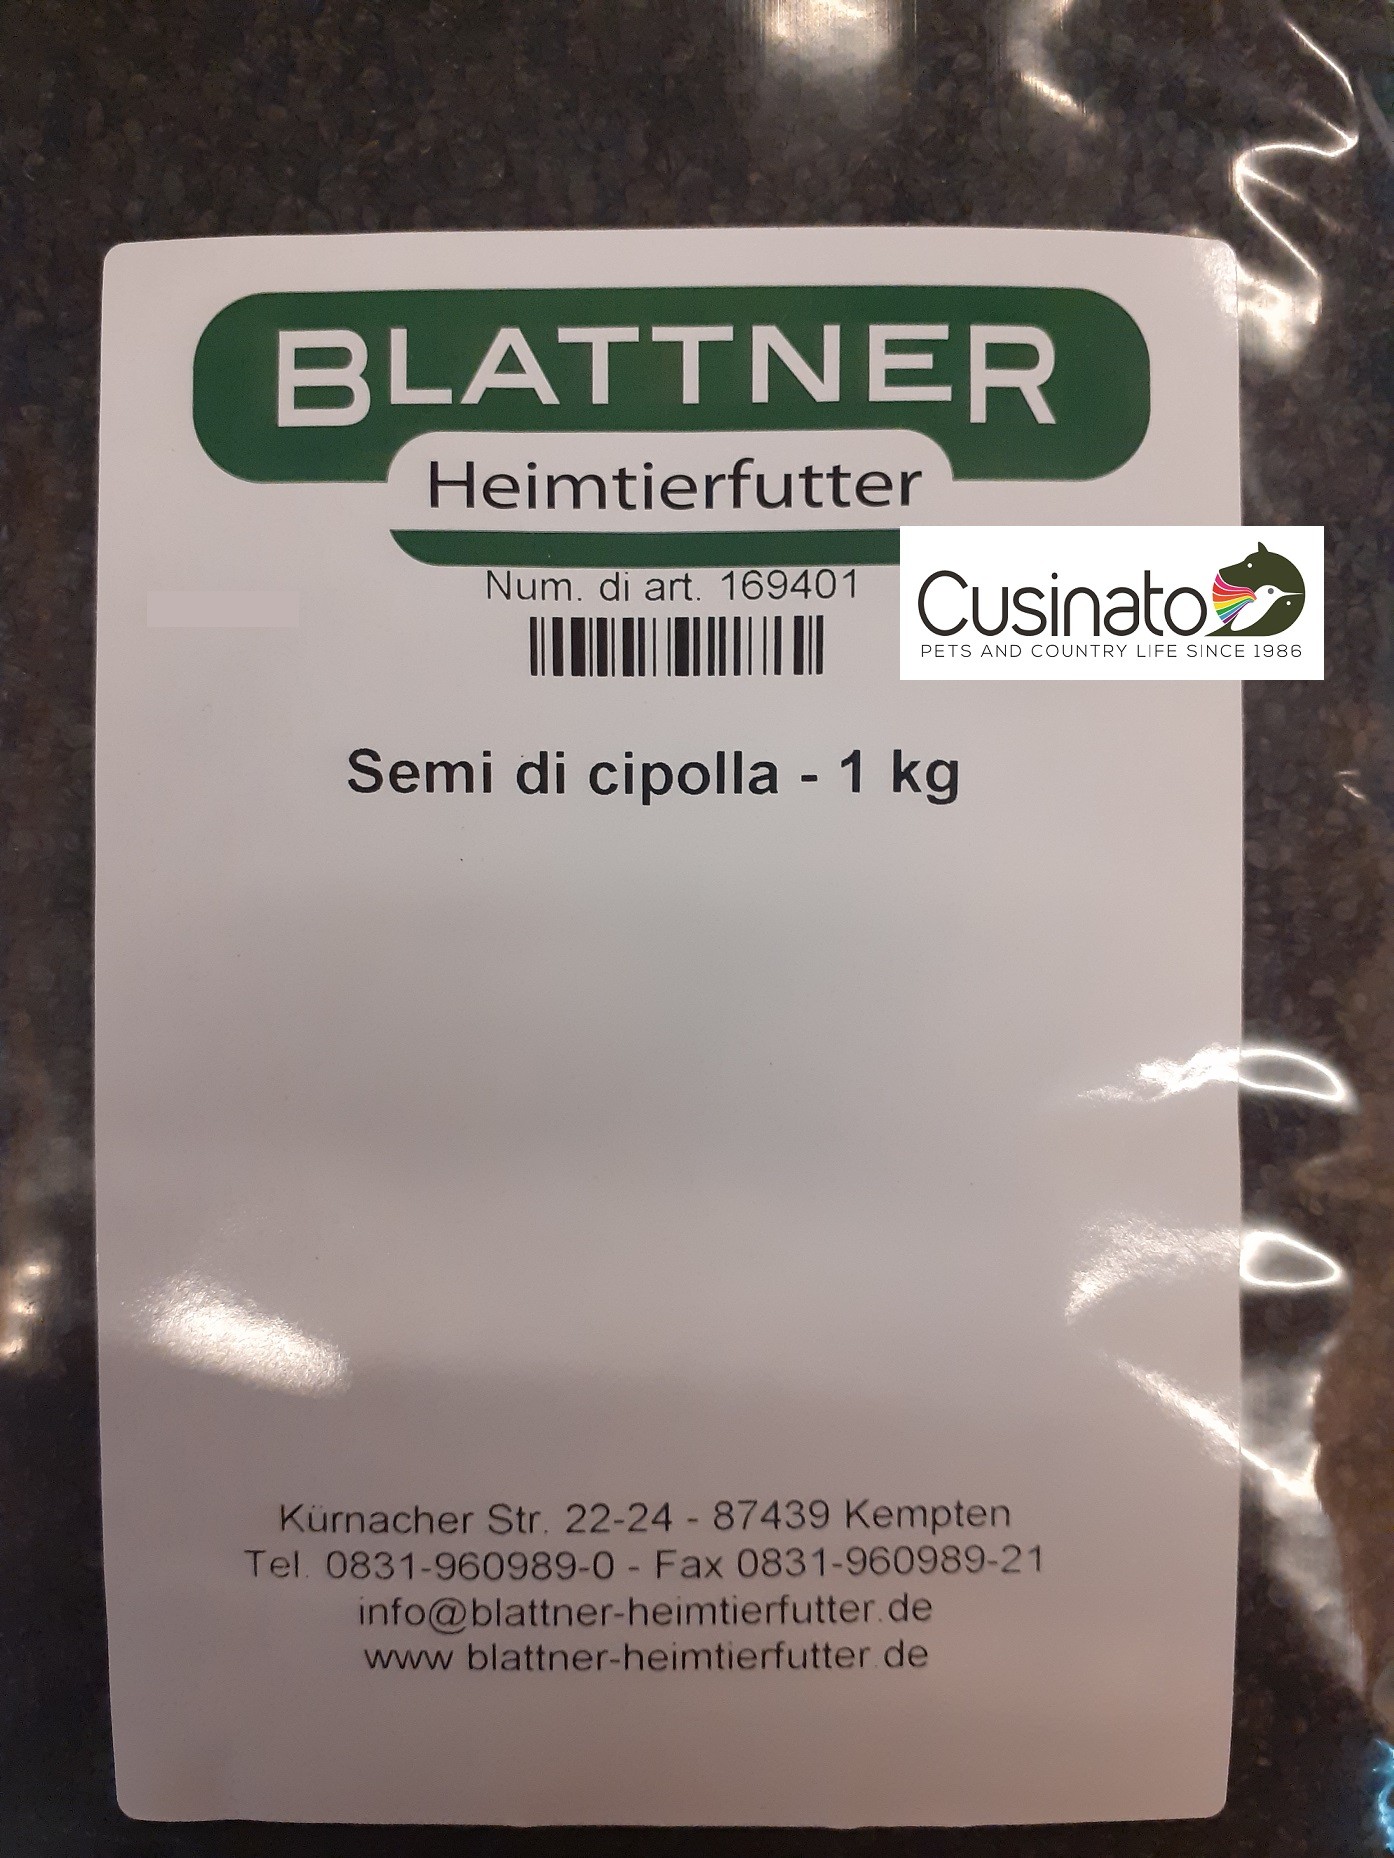 BLATTNER
Heimtierfutter
Num. di art. 169401
Cusinato
PETS AND COUNTRY LIFE SINCE 1986
Semi di cipolla - 1 kg
Kürnacher Str. 22-24 - 87439 Kempten
Tel. 0831-960989-0 - Fax 0831-960989-21
info@blattner-heimtierfutter.de
www blattner-heimtierfutter.de